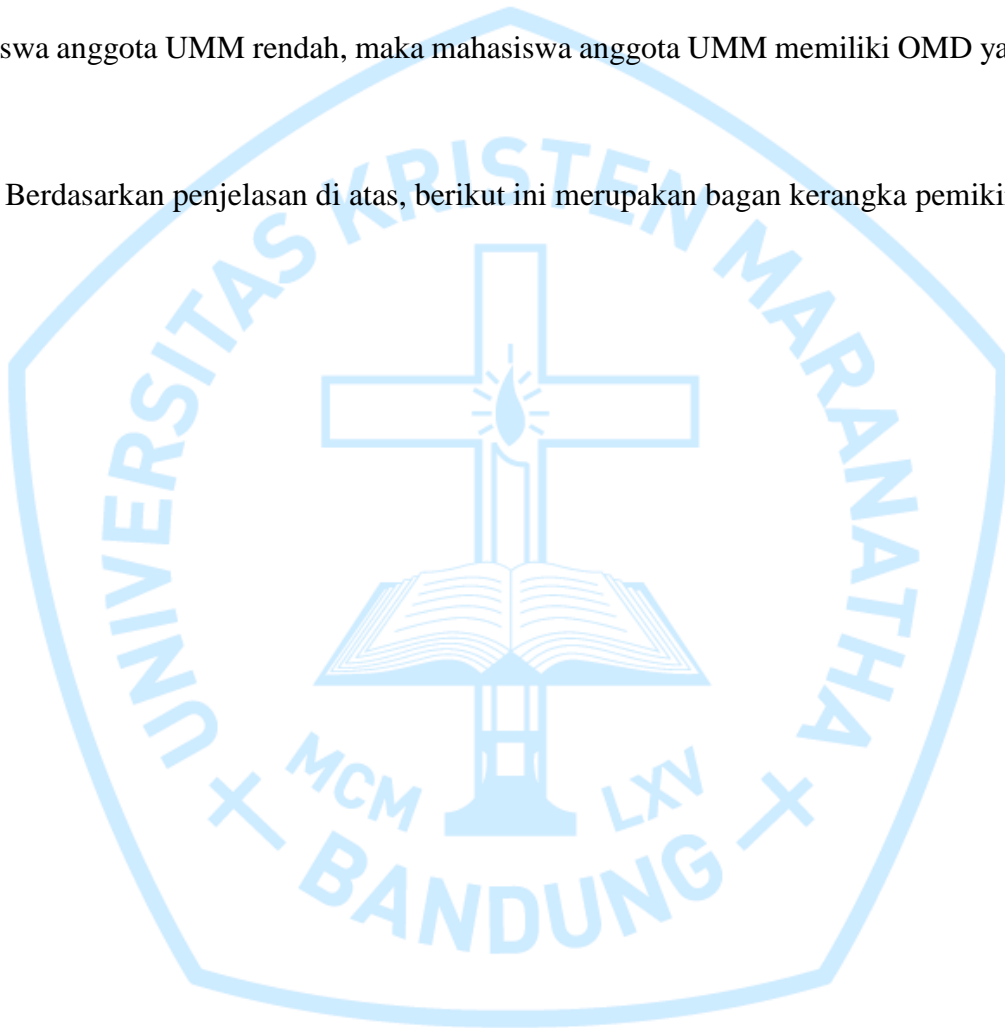 swa anggota UMM rendah, maka mahasiswa anggota UMM memiliki OMD ya
Berdasarkan penjelasan di atas, berikut ini merupakan bagan kerangka pemiki
UNIVERSITAS KRISTEN MARANATHA
MCM LXV
BANDUNG